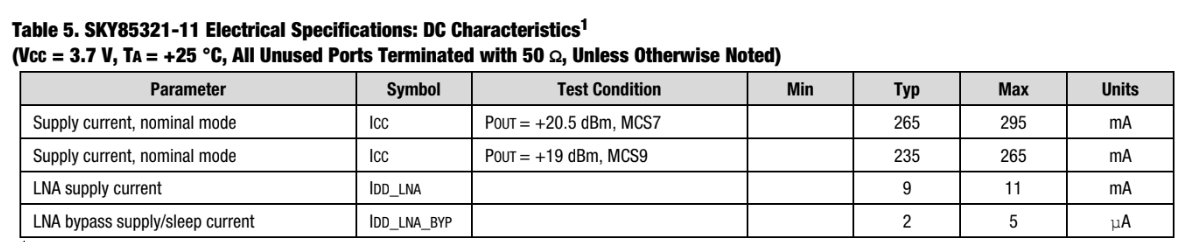 Table 5. SKY85321-11 Electrical Specifications: DC Characteristics1
(VCC = 3.7 V, TA = +25 °C, All Unused Ports Terminated with 50 Ω, Unless Otherwise Noted)
Parameter Symbol Test Condition Min Typ Max Units
Supply current, nominal mode ICC POUT = +20.5 dBm, MCS7 265 295 mA
Supply current, nominal mode ICC POUT = +19 dBm, MCS9 235 265 mA
LNA supply current IDD_LNA 9 11 mA
LNA bypass supply/sleep current IDD_LNA_BYP 2 5 μA